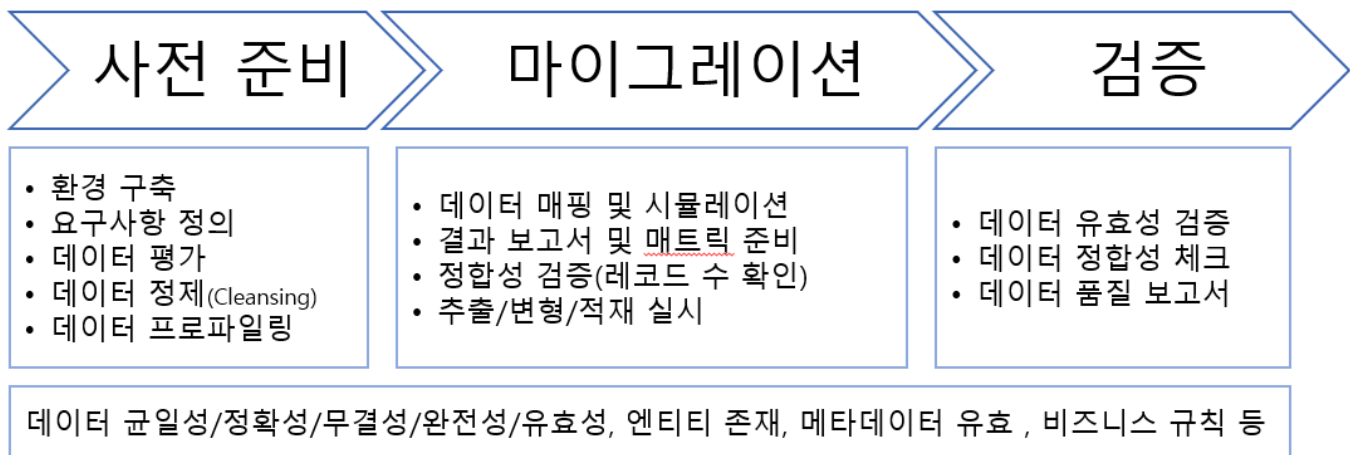 사전 준비
마이그레이션
검증
• 환경 구축
• 요구사항 정의
• 데이터 평가
• 데이터 정제(Cleansing)
• 데이터 프로파일링
• 데이터 매핑 및 시뮬레이션
• 결과 보고서 및 매트릭 준비
• 정합성 검증(레코드 수 확인)
• 추출/변형/적재 실시
• 데이터 유효성 검증
• 데이터 정합성 체크
• 데이터 품질 보고서
데이터 균일성/정확성/무결성/완전성/유효성, 엔티티 존재, 메타데이터 유효 , 비즈니스 규칙 등